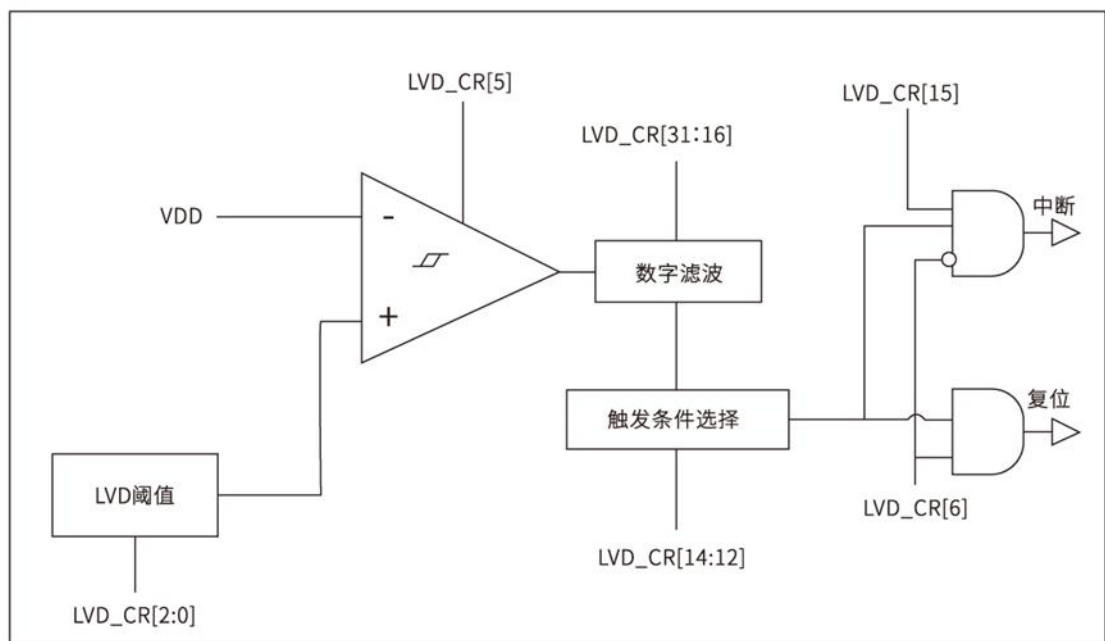 LVD_CR[5]
LVD_CR[15]
LVD_CR[31:16]
VDD
-
中断
数字滤波
+
复位
触发条件选择
LVD阈值
LVD_CR[6]
LVD_CR[14:12]
LVD_CR[2:0]